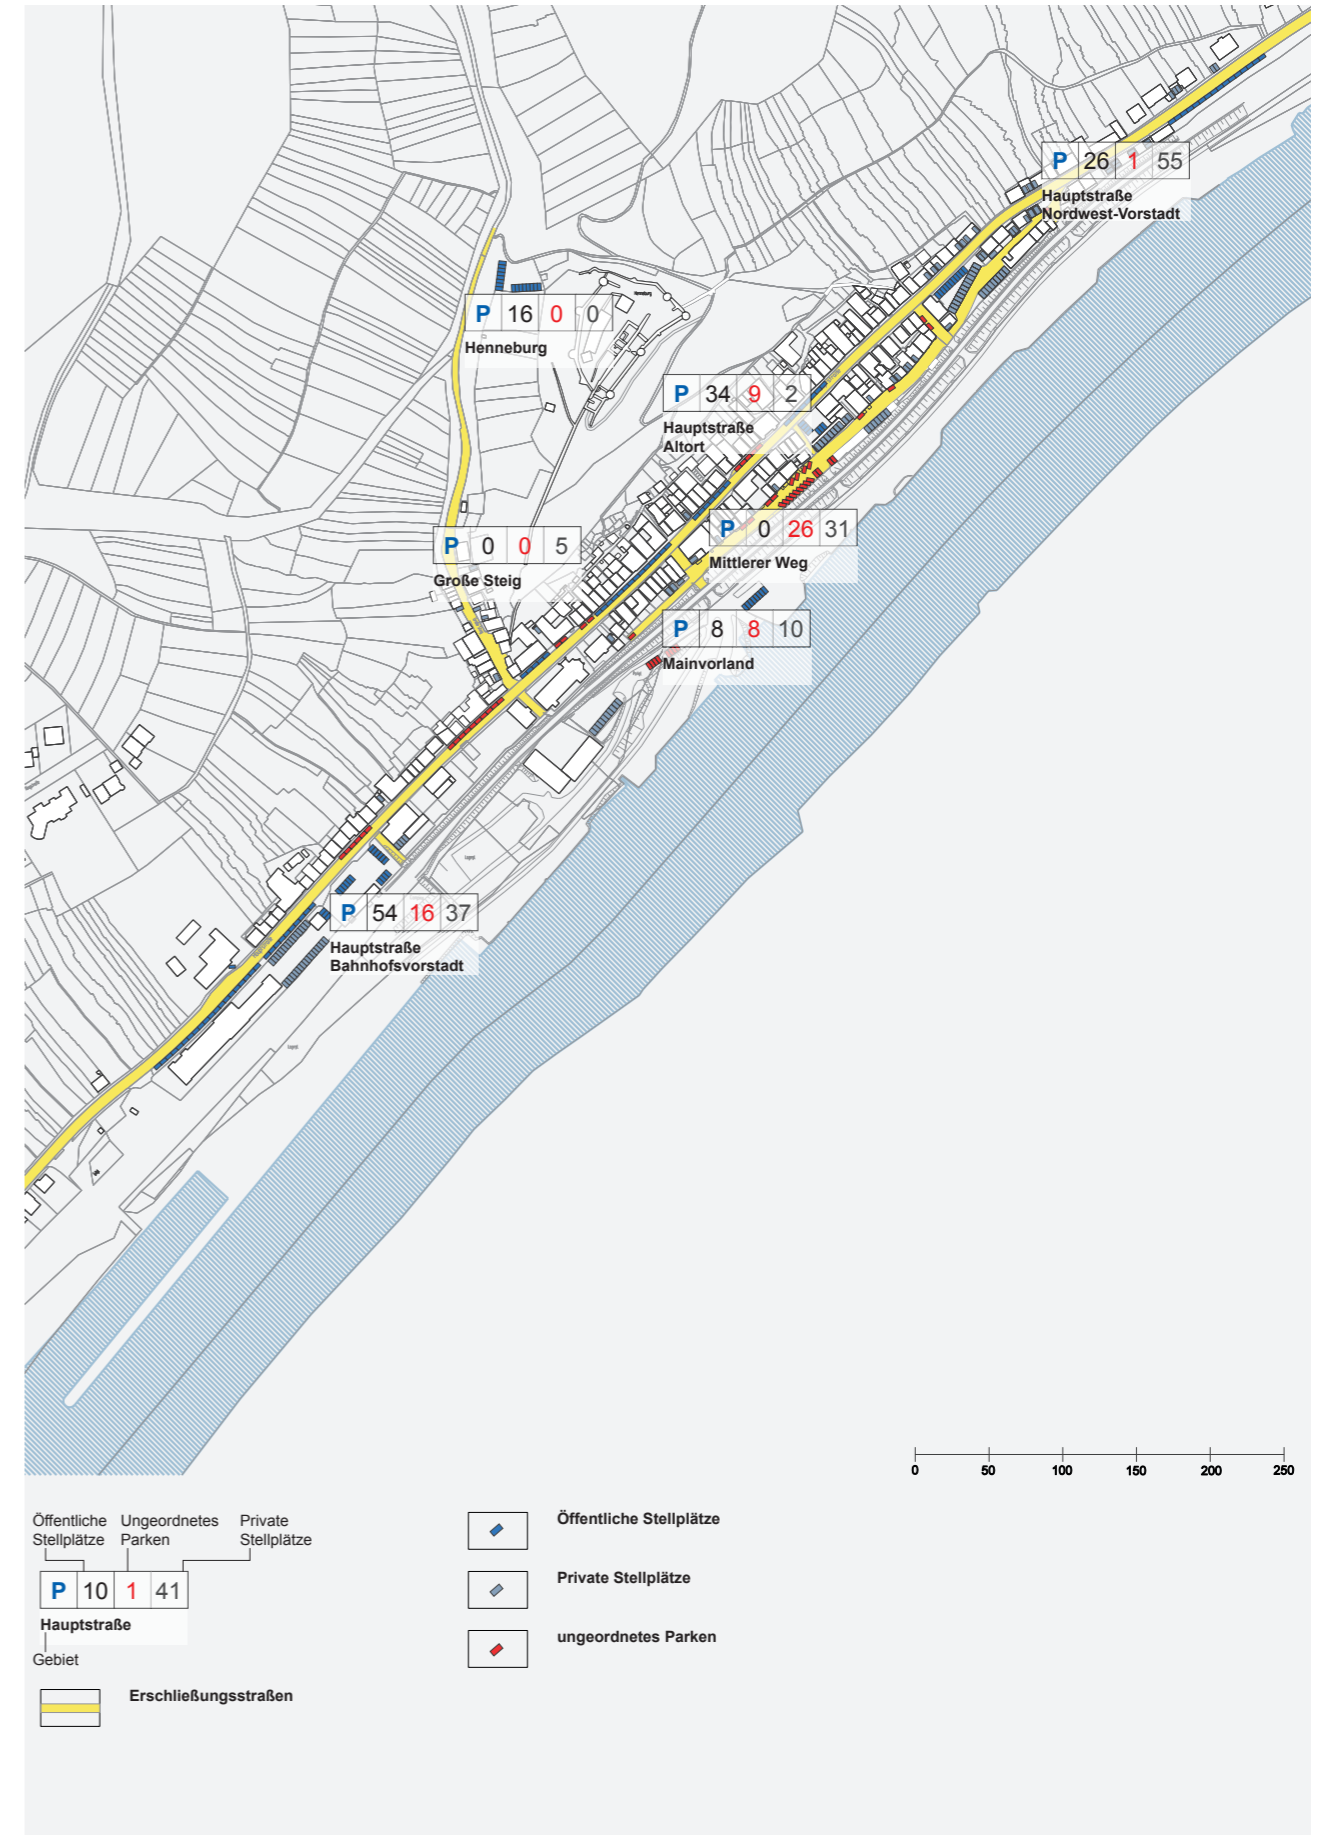 P 26 1 55
Hauptstraße
Nordwest-Vorstadt
P 16 0 0
Henneburg
P 34 9 2
Hauptstraße
Altort
P 0 26 31
Mittlerer Weg
P 0 0 5
Große Steig
P 8 8 10
Mainvorland
P 54 16 37
Hauptstraße
Bahnhofsvorstadt
0 50 100 150 200 250
Öffentliche Stellplätze
Ungeordnetes Parken
Private Stellplätze
P 10 1 41
Hauptstraße
Gebiet
Erschließungsstraßen
Öffentliche Stellplätze
Private Stellplätze
ungeordnetes Parken